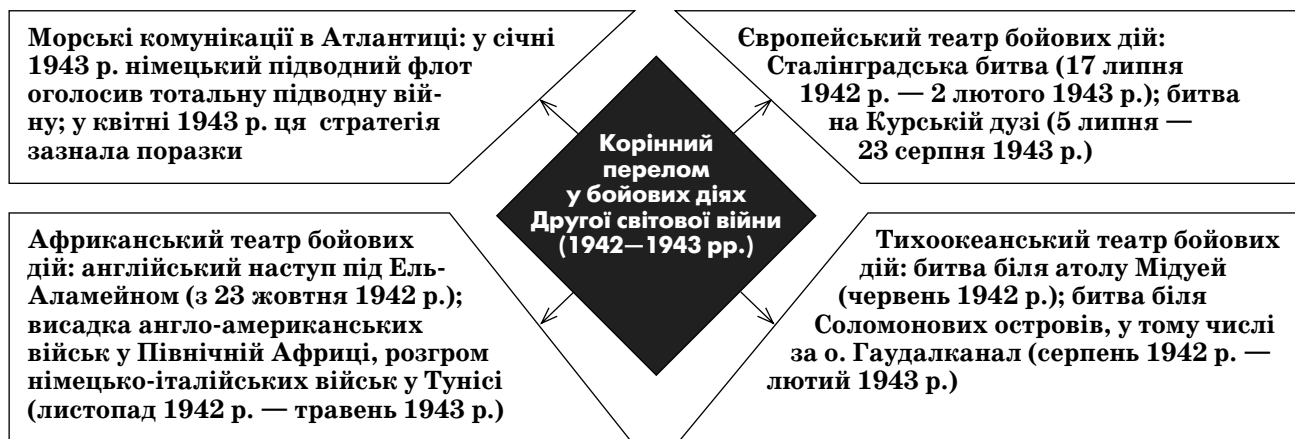 Морські комунікації в Атлантиці: у січні
1943 р. німецький підводний флот
оголосив тотальну підводну вій-
ну; у квітні 1943 р. ця стратегія
зазнала поразки
Європейський театр бойових дій:
Сталінградська битва (17 липня
1942 р. — 2 лютого 1943 р.); битва
на Курській дузі (5 липня —
23 серпня 1943 р.)
Корінний
перелом
у бойових діях
Другої світової війни
(1942—1943 рр.)
Африканський театр бойових
дій: англійський наступ під Ель-
Аламейном (з 23 жовтня 1942 р.);
висадка англо-американських
військ у Північній Африці, розгром
німецько-італійських військ у Тунісі
(листопад 1942 р. — травень 1943 р.)
Тихоокеанський театр бойових
дій: битва біля атолу Мідуей
(червень 1942 р.); битва біля
Соломонових островів, у тому числі
за о. Гаудалканал (серпень 1942 р. —
лютий 1943 р.)